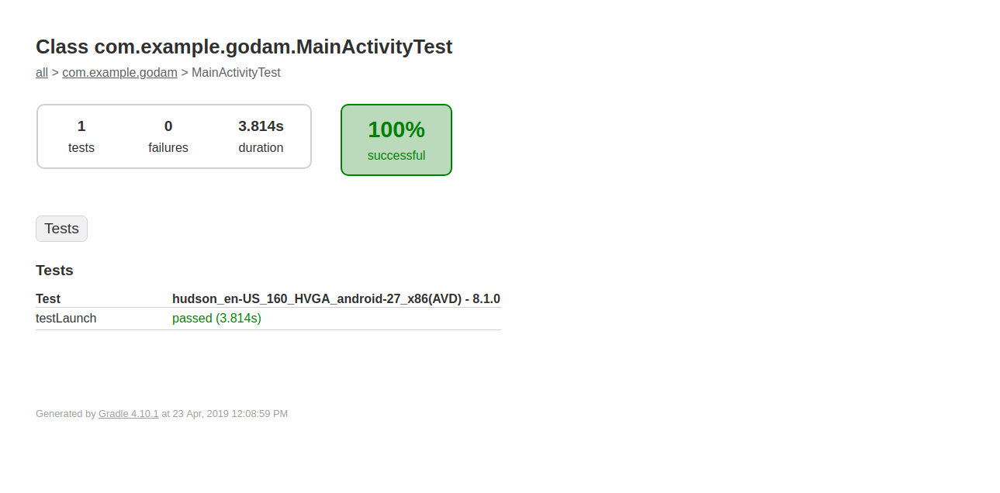 Class com.example.godam.MainActivityTest
all > com.example.godam > MainActivityTest
1 0 3.814s
tests failures duration
100%
successful
Tests
Tests
Test hudson_en-US_160_HVGA_android-27_x86(AVD) - 8.1.0
testLaunch passed (3.814s)
Generated by Gradle 4.10.1 at 23 Apr, 2019 12:08:59 PM